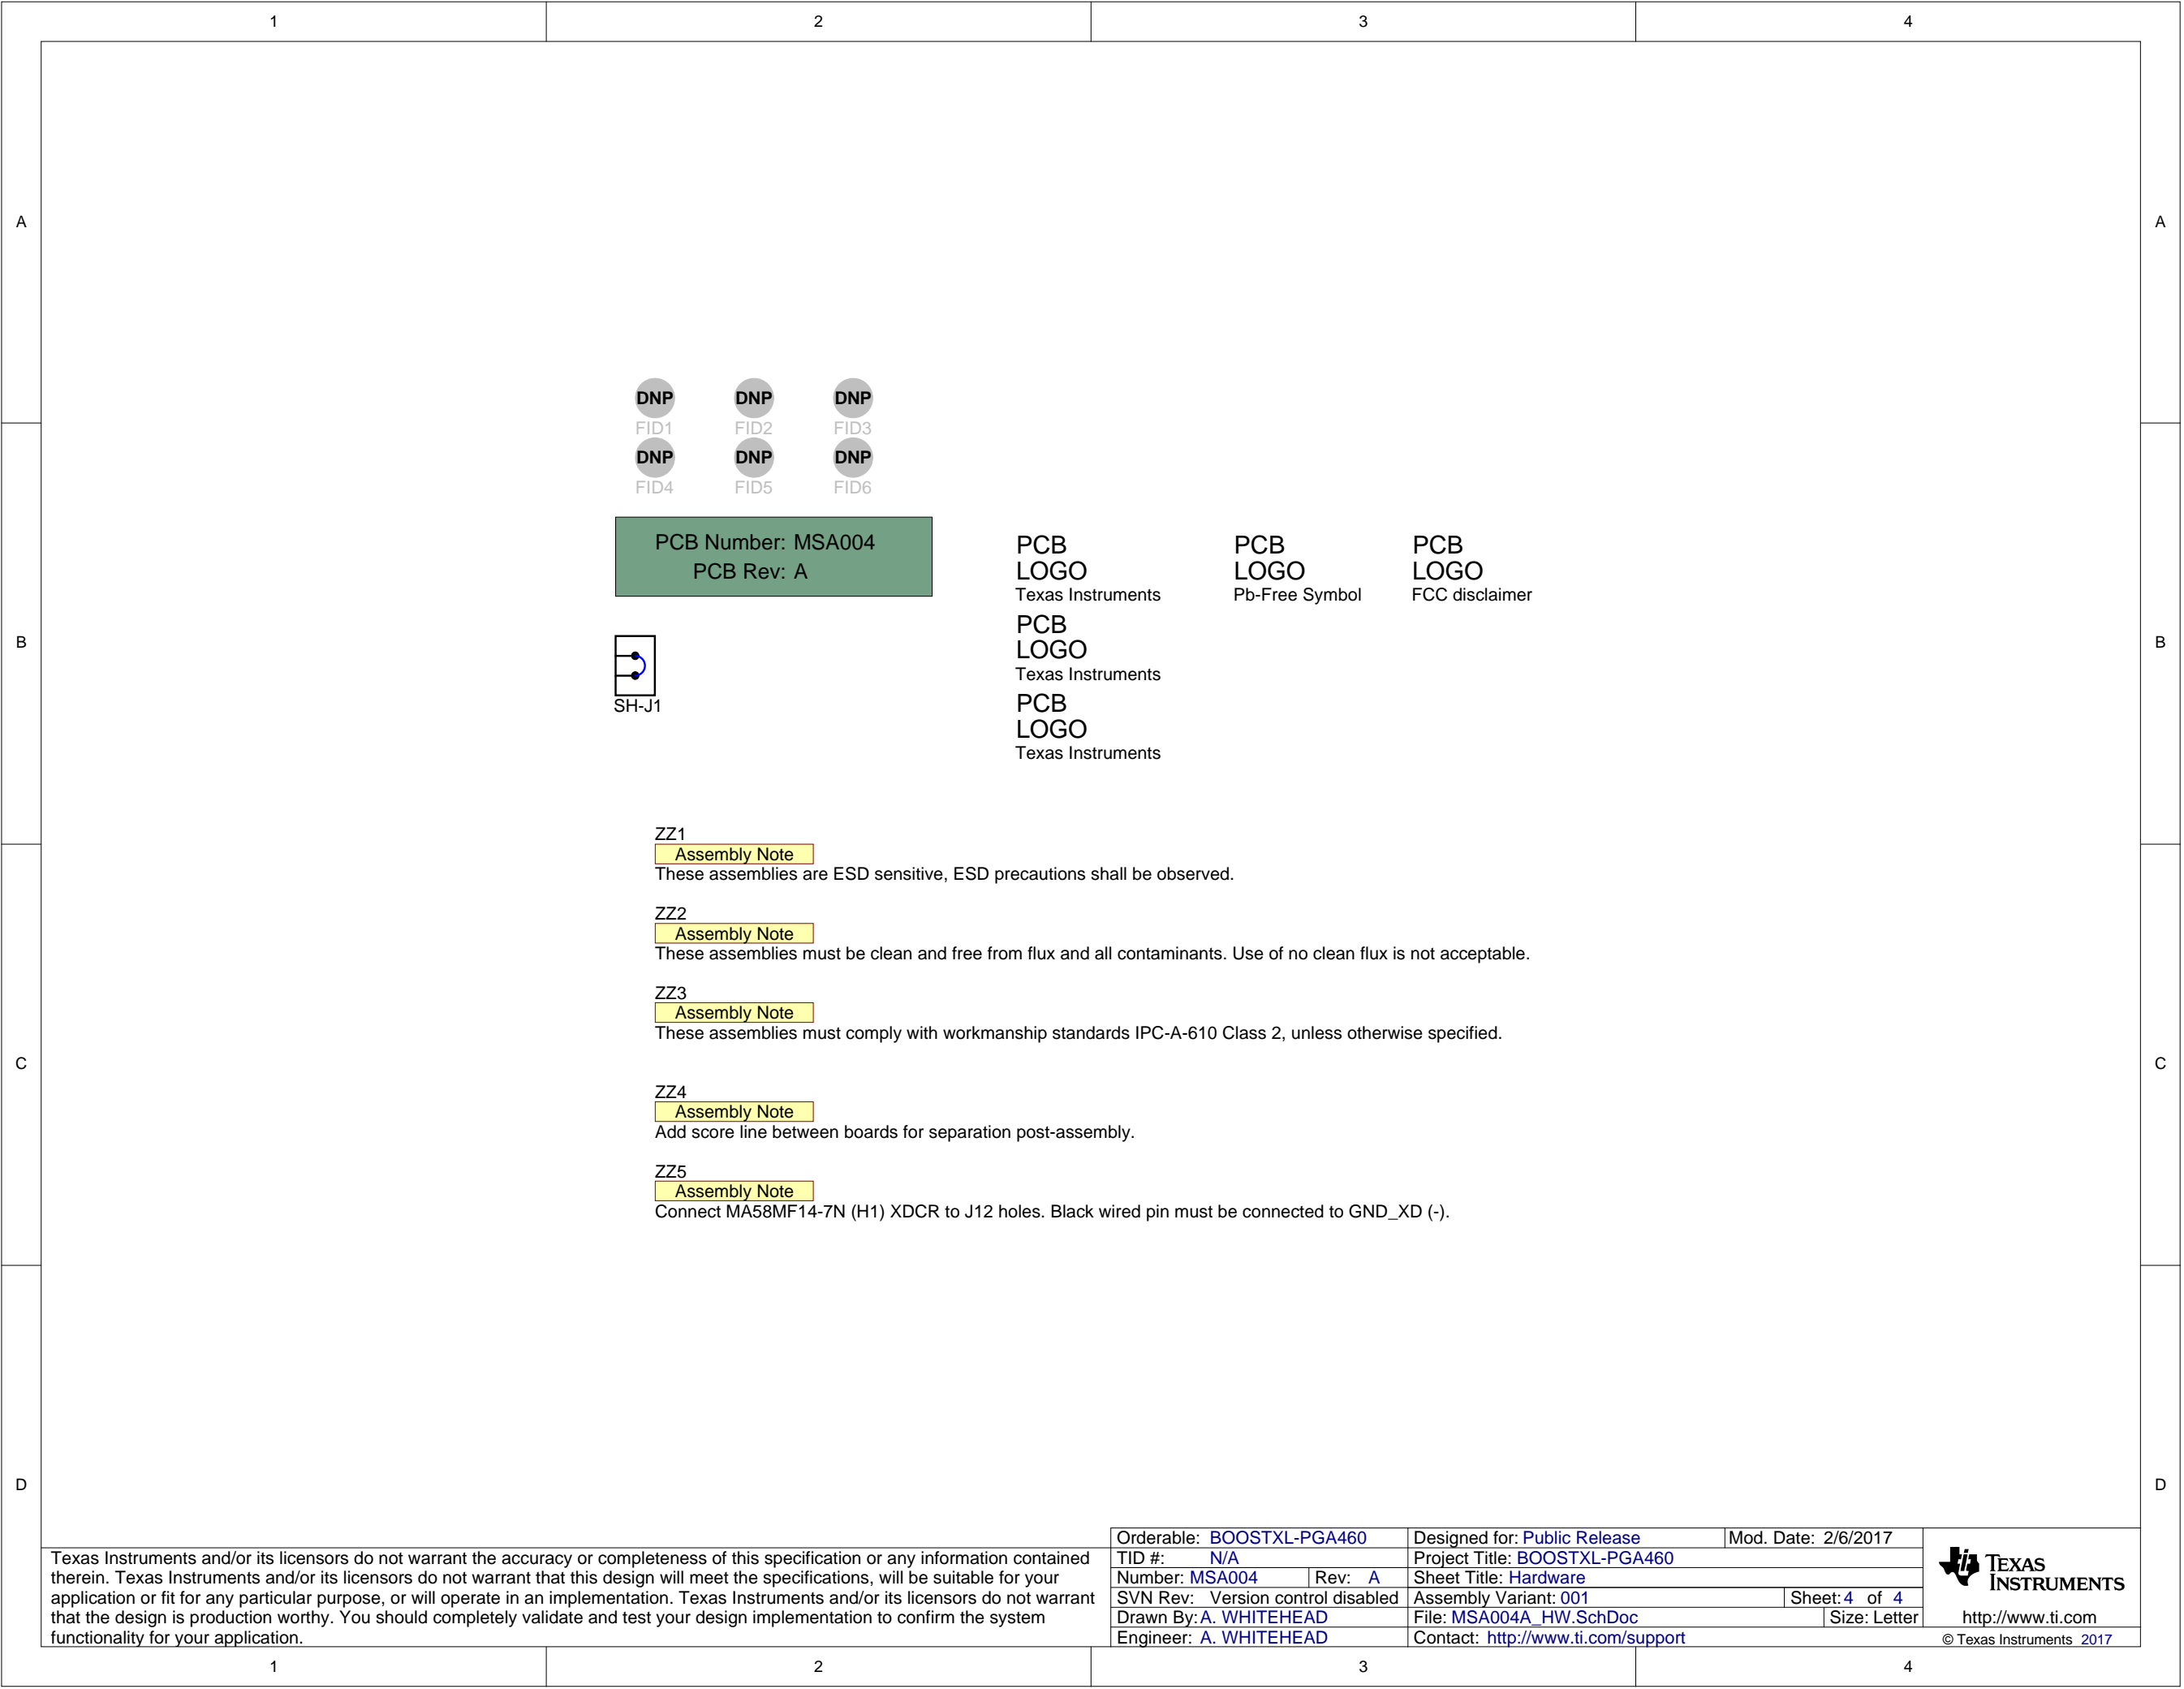 1 2 3 4
A A
DNP DNP DNP
FID1 FID2 FID3
DNP DNP DNP
FID4 FID5 FID6
PCB Number: MSA004
PCB Rev: A
PCB
LOGO
Texas Instruments
PCB
LOGO
Pb-Free Symbol
PCB
LOGO
FCC disclaimer
B B
PCB
LOGO
Texas Instruments
SH-J1
PCB
LOGO
Texas Instruments
ZZ1
Assembly Note
These assemblies are ESD sensitive, ESD precautions shall be observed.
ZZ2
Assembly Note
These assemblies must be clean and free from flux and all contaminants. Use of no clean flux is not acceptable.
ZZ3
Assembly Note
These assemblies must comply with workmanship standards IPC-A-610 Class 2, unless otherwise specified.
C C
ZZ4
Assembly Note
Add score line between boards for separation post-assembly.
ZZ5
Assembly Note
Connect MA58MF14-7N (H1) XDCR to J12 holes. Black wired pin must be connected to GND_XD (-).
D D
Texas Instruments and/or its licensors do not warrant the accuracy or completeness of this specification or any information contained
therein. Texas Instruments and/or its licensors do not warrant that this design will meet the specifications, will be suitable for your
application or fit for any particular purpose, or will operate in an implementation. Texas Instruments and/or its licensors do not warrant
that the design is production worthy. You should completely validate and test your design implementation to confirm the system
functionality for your application.
Orderable: BOOSTXL-PGA460 Designed for: Public Release Mod. Date: 2/6/2017
TID #: N/A Project Title: BOOSTXL-PGA460
Number: MSA004 Rev: A Sheet Title: Hardware
SVN Rev: Version control disabled Assembly Variant: 001 Sheet: 4 of 4
Drawn By: A. WHITEHEAD File: MSA004A_HW.SchDoc Size: Letter
Engineer: A. WHITEHEAD Contact: http://www.ti.com/support
TEXAS
INSTRUMENTS
http://www.ti.com
© Texas Instruments 2017
1 2 3 4